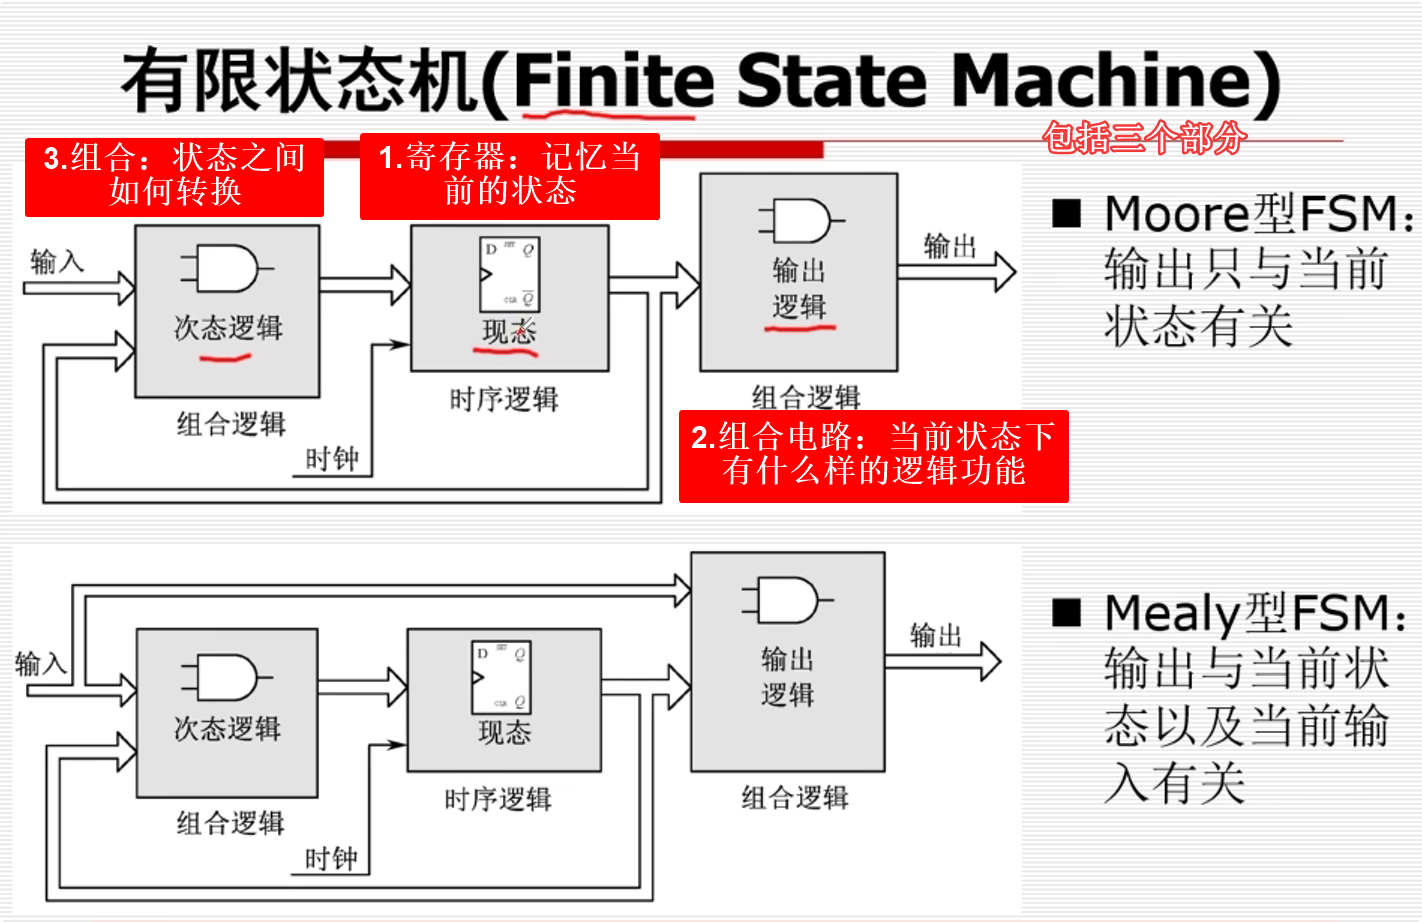 有限状态机(Finite State Machine)
包括三个部分
3.组合：状态之间
如何转换
1.寄存器：记忆当
前的状态
输入
次态逻辑
组合逻辑
D SET Q
CLR Q
现态
时序逻辑
时钟
输出
逻辑
组合逻辑
输出
2.组合电路：当前状态下
有什么样的逻辑功能
■ Moore型FSM：
输出只与当前
状态有关
输入
次态逻辑
组合逻辑
D SET Q
CLR Q
现态
时序逻辑
时钟
输出
逻辑
组合逻辑
输出
■ Mealy型FSM：
输出与当前状
态以及当前输
入有关